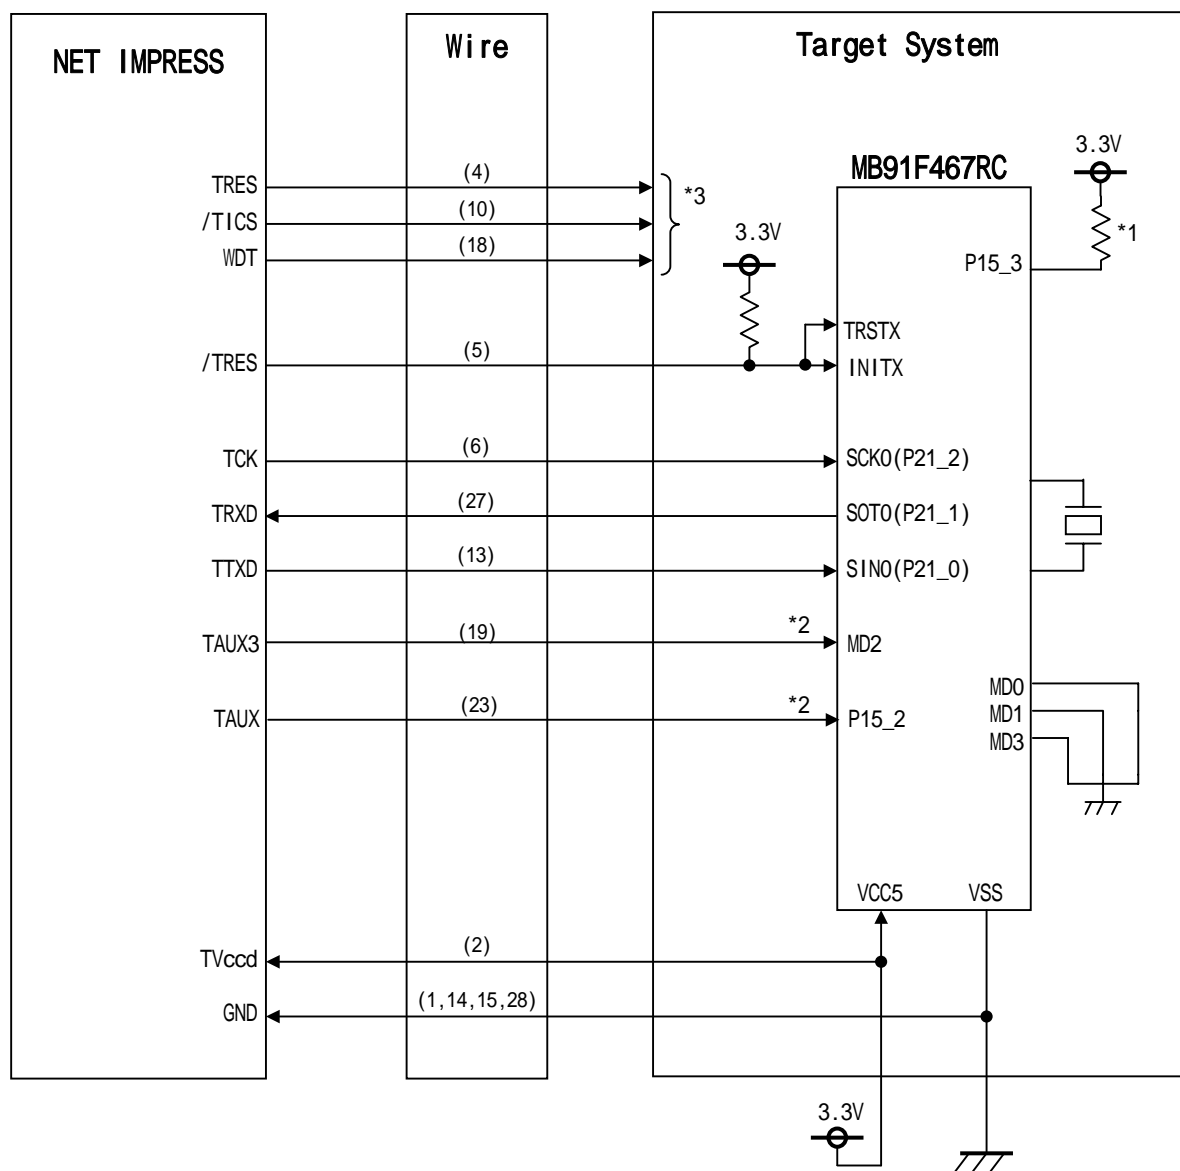 NET IMPRESS
Wire
Target System
TRES
(4)
/TICS
(10)
WDT
(18)
*3
3.3V
MB91F467RC
3.3V
*1
P15_3
/TRES
(5)
TRSTX
INITX
TCK
(6)
SCK0(P21_2)
TRXD
(27)
SOT0(P21_1)
TTXD
(13)
SIN0(P21_0)
TAUX3
(19)
*2
MD2
TAUX
(23)
*2
P15_2
MD0
MD1
MD3
VCC5
VSS
TVccd
(2)
GND
(1,14,15,28)
3.3V